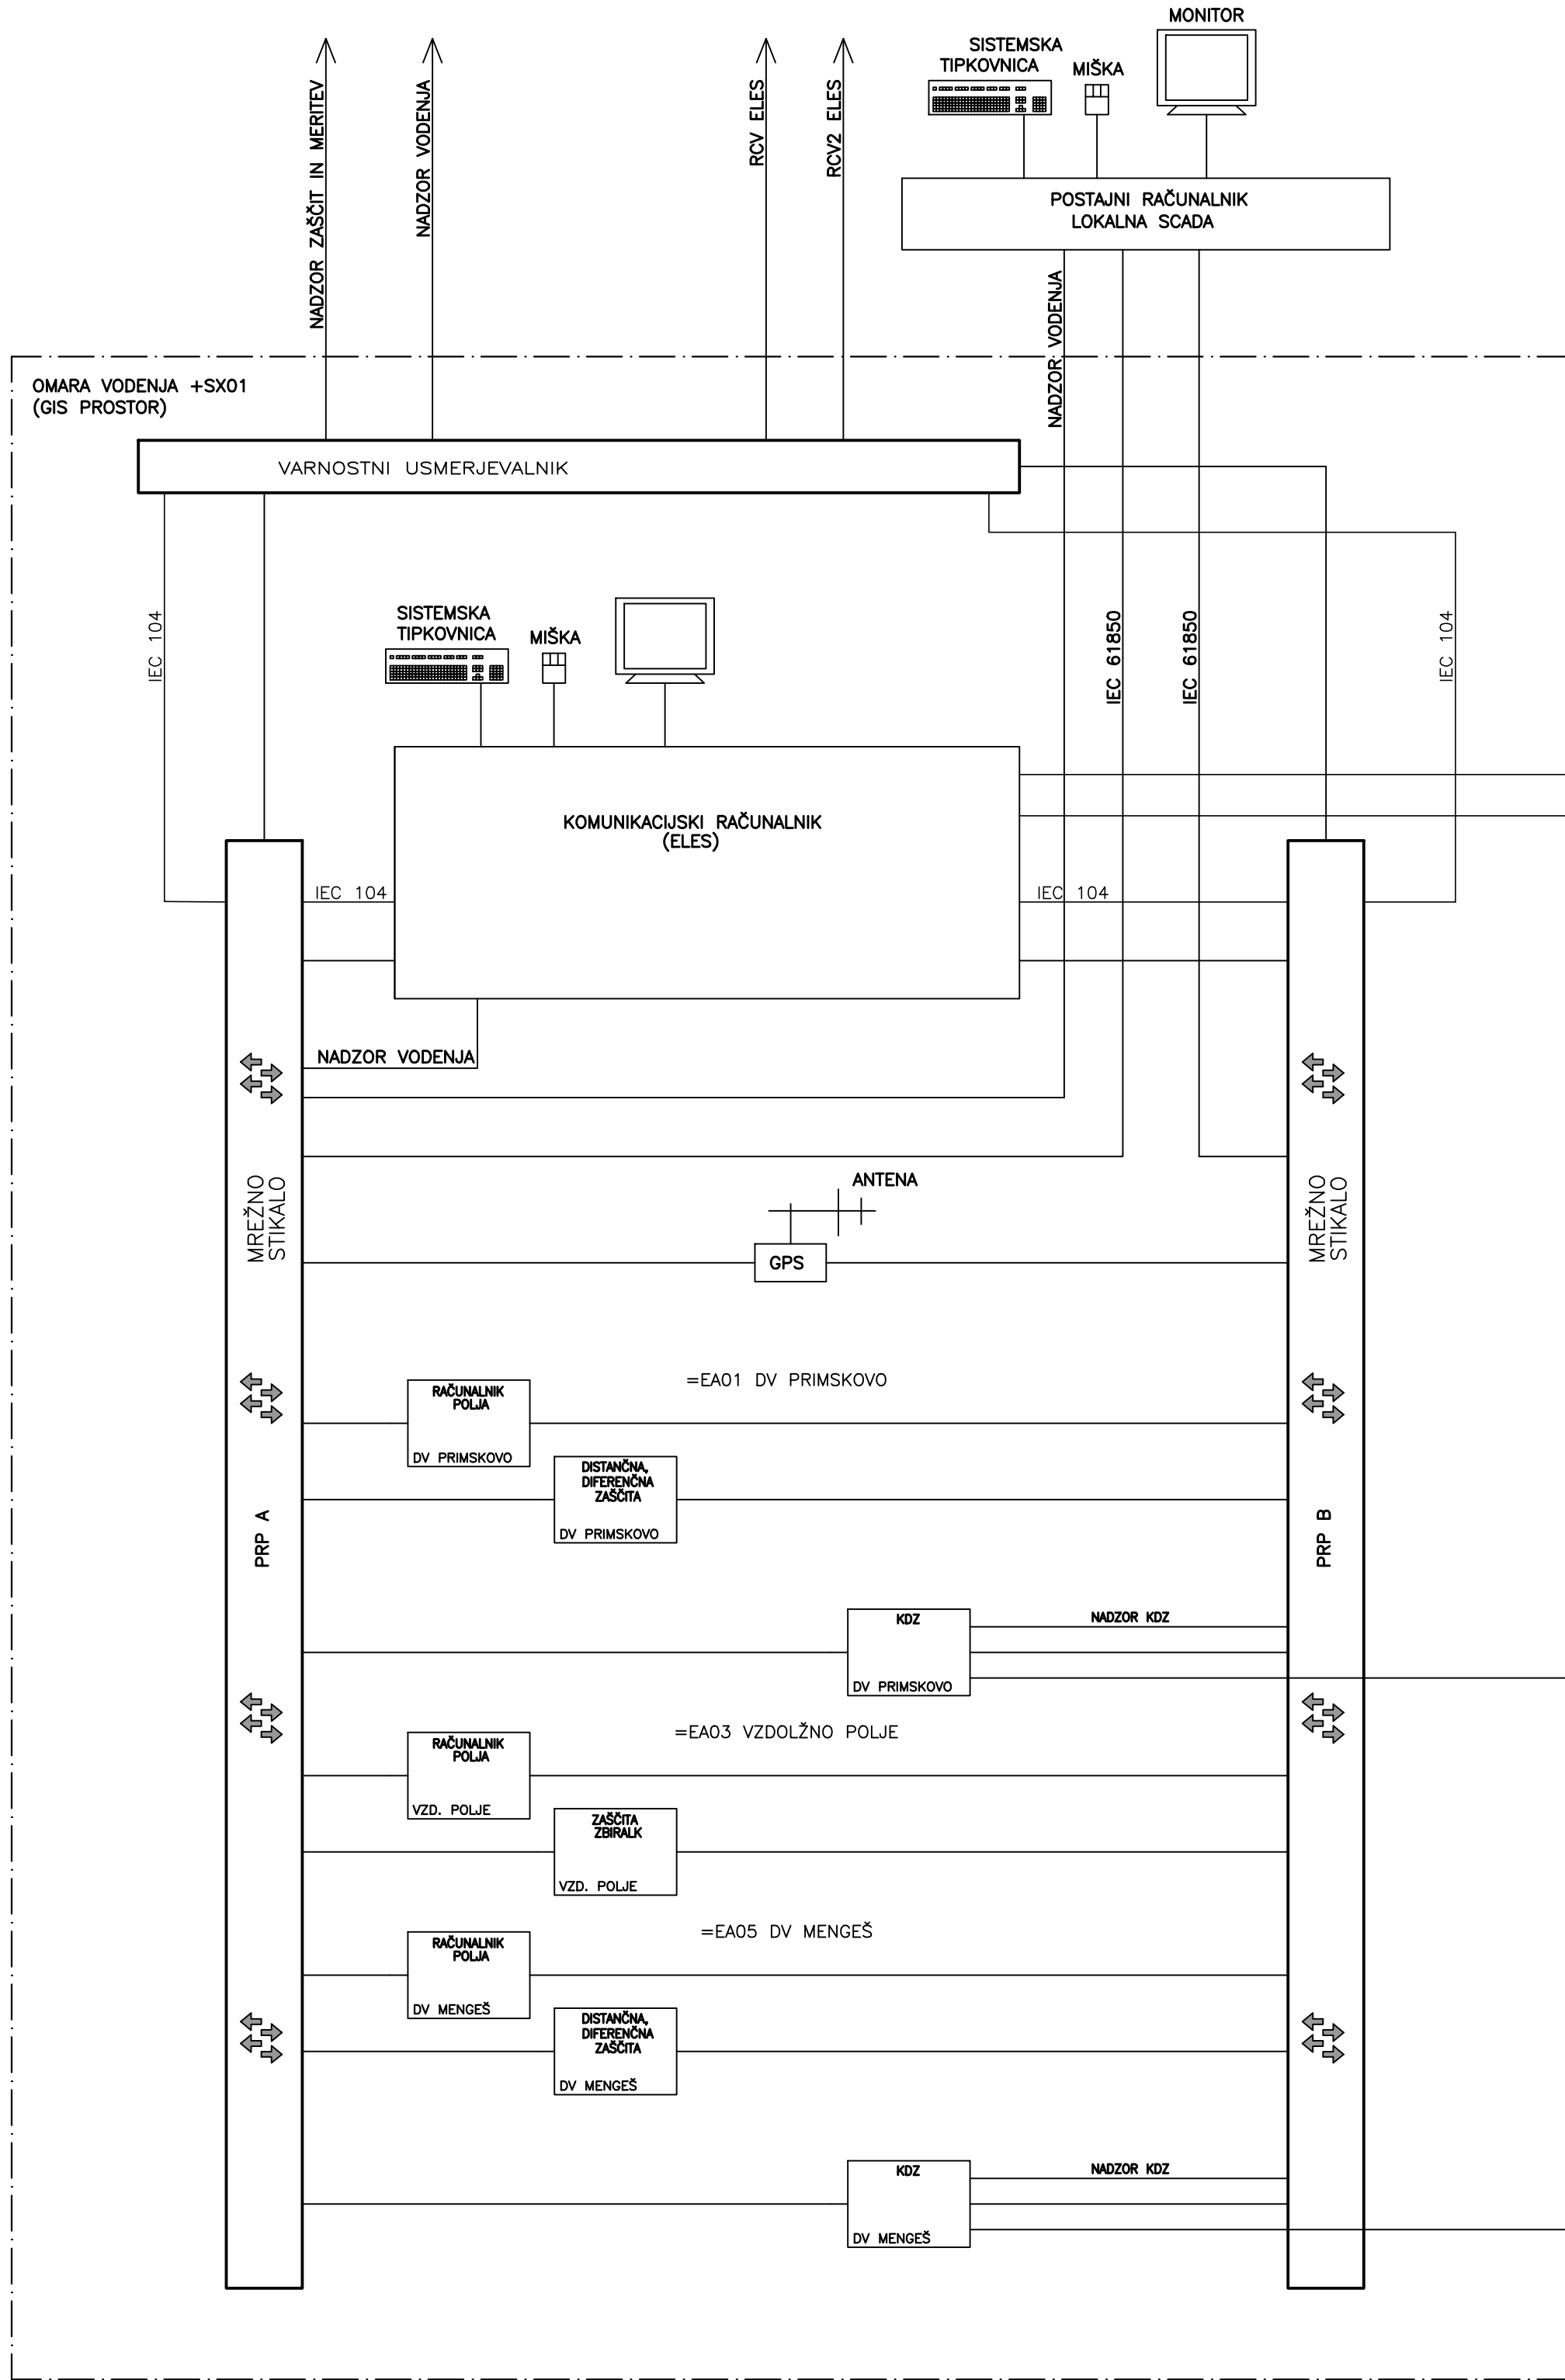 MONITOR
SISTEMSKA
TIPKOVNICA
MIŠKA
NADZOR ZAŠČIT IN MERITEV
NADZOR VODENJA
RCV ELES
RCV2 ELES
POSTAJNI RAČUNALNIK
LOKALNA SCADA
NADZOR VODENJA
OMARA VODENJA +SX01
(GIS PROSTOR)
VARNOSTNI USMERJEVALNIK
IEC 104
SISTEMSKA
TIPKOVNICA
MIŠKA
IEC 61850
IEC 61850
IEC 104
KOMUNIKACIJSKI RAČUNALNIK
(ELES)
IEC 104
IEC 104
NADZOR VODENJA
MREŽNO
STIKALO
ANTENA
GPS
MREŽNO
STIKALO
=EA01 DV PRIMSKOVO
RAČUNALNIK
POLJA
DV PRIMSKOVO
DISTANČNA,
DIFERENČNA
ZAŠČITA
DV PRIMSKOVO
PRP A
PRP B
KDZ
NADZOR KDZ
DV PRIMSKOVO
=EA03 VZDOLŽNO POLJE
RAČUNALNIK
POLJA
VZD. POLJE
ZAŠČITA
ZBIRALK
VZD. POLJE
=EA05 DV MENGEŠ
RAČUNALNIK
POLJA
DV MENGEŠ
DISTANČNA,
DIFERENČNA
ZAŠČITA
DV MENGEŠ
KDZ
NADZOR KDZ
DV MENGEŠ